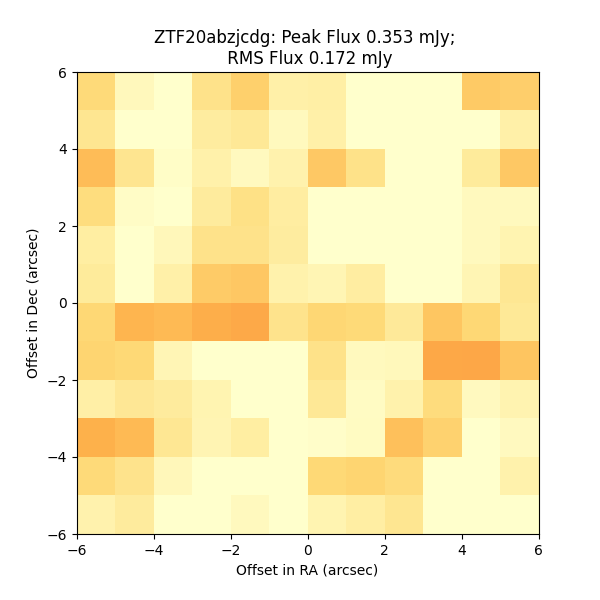 ZTF20abzjcdg: Peak Flux 0.353 mJy;
RMS Flux 0.172 mJy
6
4
2
0
−2
−4
−6
Offset in Dec (arcsec)
−6 −4 −2 0 2 4 6
Offset in RA (arcsec)